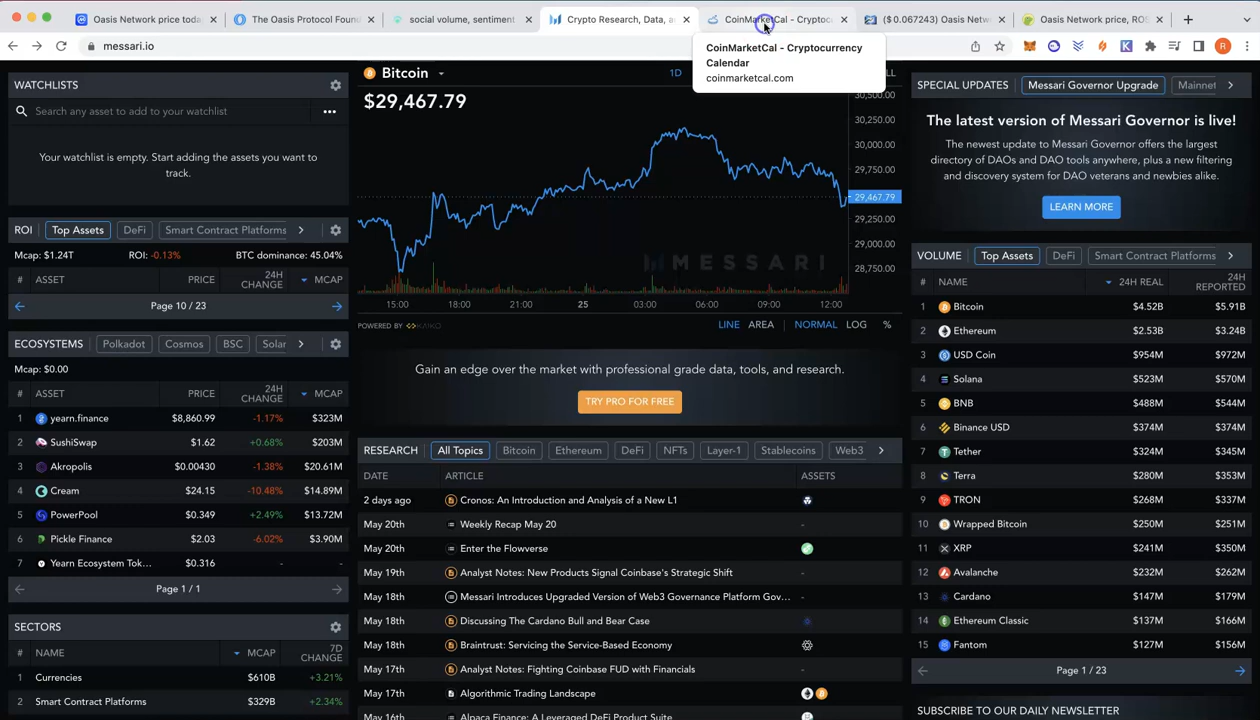 Oasis Network price today,
The Oasis Protocol Foun
social volume, sentiment
Crypto Research, Data, a
CoinMarketCal - Cryptoc
($ 0.067243) Oasis Netw
Oasis Network price, ROS
messari.io
R
CoinMarketCal - Cryptocurrency
Calendar
coinmarketcal.com
WATCHLISTS
Search any asset to add to your watchlist
Your watchlist is empty. Start adding the assets you want to
track.
ROI Top Assets DeFi Smart Contract Platforms
Mcap: $1.24T ROI: -0.13% BTC dominance: 45.04%
# ASSET PRICE 24H CHANGE MCAP
Page 10 / 23
ECOSYSTEMS Polkadot Cosmos BSC Solar
Mcap: $0.00
# ASSET PRICE 24H CHANGE MCAP
1 yearn.finance $8,860.99 -1.17% $323M
2 SushiSwap $1.62 +0.68% $203M
3 Akropolis $0.00430 -1.38% $20.61M
4 Cream $24.15 -10.48% $14.89M
5 PowerPool $0.349 +2.49% $13.72M
6 Pickle Finance $2.03 -6.02% $3.90M
7 Yearn Ecosystem Tok... $0.316 - -
Page 1 / 1
SECTORS
# NAME MCAP 7D CHANGE
1 Currencies $610B +3.21%
2 Smart Contract Platforms $329B +2.34%
Bitcoin 1D LL
$29,467.79
30,500.00
30,250.00
30,000.00
29,750.00
29,467.79
29,250.00
29,000.00
28,750.00
MESSARI
15:00 18:00 21:00 25 03:00 06:00 09:00 12:00
POWERED BY KAIKO LINE AREA NORMAL LOG %
Gain an edge over the market with professional grade data, tools, and research.
TRY PRO FOR FREE
RESEARCH All Topics Bitcoin Ethereum DeFi NFTs Layer-1 Stablecoins Web3
DATE ARTICLE ASSETS
2 days ago Cronos: An Introduction and Analysis of a New L1
May 20th Weekly Recap May 20 -
May 20th Enter the Flowverse
May 19th Analyst Notes: New Products Signal Coinbase's Strategic Shift -
May 18th Messari Introduces Upgraded Version of Web3 Governance Platform Gov... -
May 18th Discussing The Cardano Bull and Bear Case
May 18th Braintrust: Servicing the Service-Based Economy
May 17th Analyst Notes: Fighting Coinbase FUD with Financials -
May 17th Algorithmic Trading Landscape
May 16th Alpaca Finance: A Leveraged DeFi Product Suite
SPECIAL UPDATES Messari Governor Upgrade Mainnet
The latest version of Messari Governor is live!
The newest update to Messari Governor offers the largest
directory of DAOs and DAO tools anywhere, plus a new filtering
and discovery system for DAO veterans and newbies alike.
LEARN MORE
VOLUME Top Assets DeFi Smart Contract Platforms
# NAME 24H REAL 24H REPORTED
1 Bitcoin $4.52B $5.91B
2 Ethereum $2.53B $3.24B
3 USD Coin $954M $972M
4 Solana $523M $570M
5 BNB $488M $544M
6 Binance USD $374M $374M
7 Tether $324M $345M
8 Terra $280M $353M
9 TRON $268M $337M
10 Wrapped Bitcoin $250M $251M
11 XRP $241M $350M
12 Avalanche $232M $262M
13 Cardano $147M $179M
14 Ethereum Classic $137M $166M
15 Fantom $127M $156M
Page 1 / 23
SUBSCRIBE TO OUR DAILY NEWSLETTER